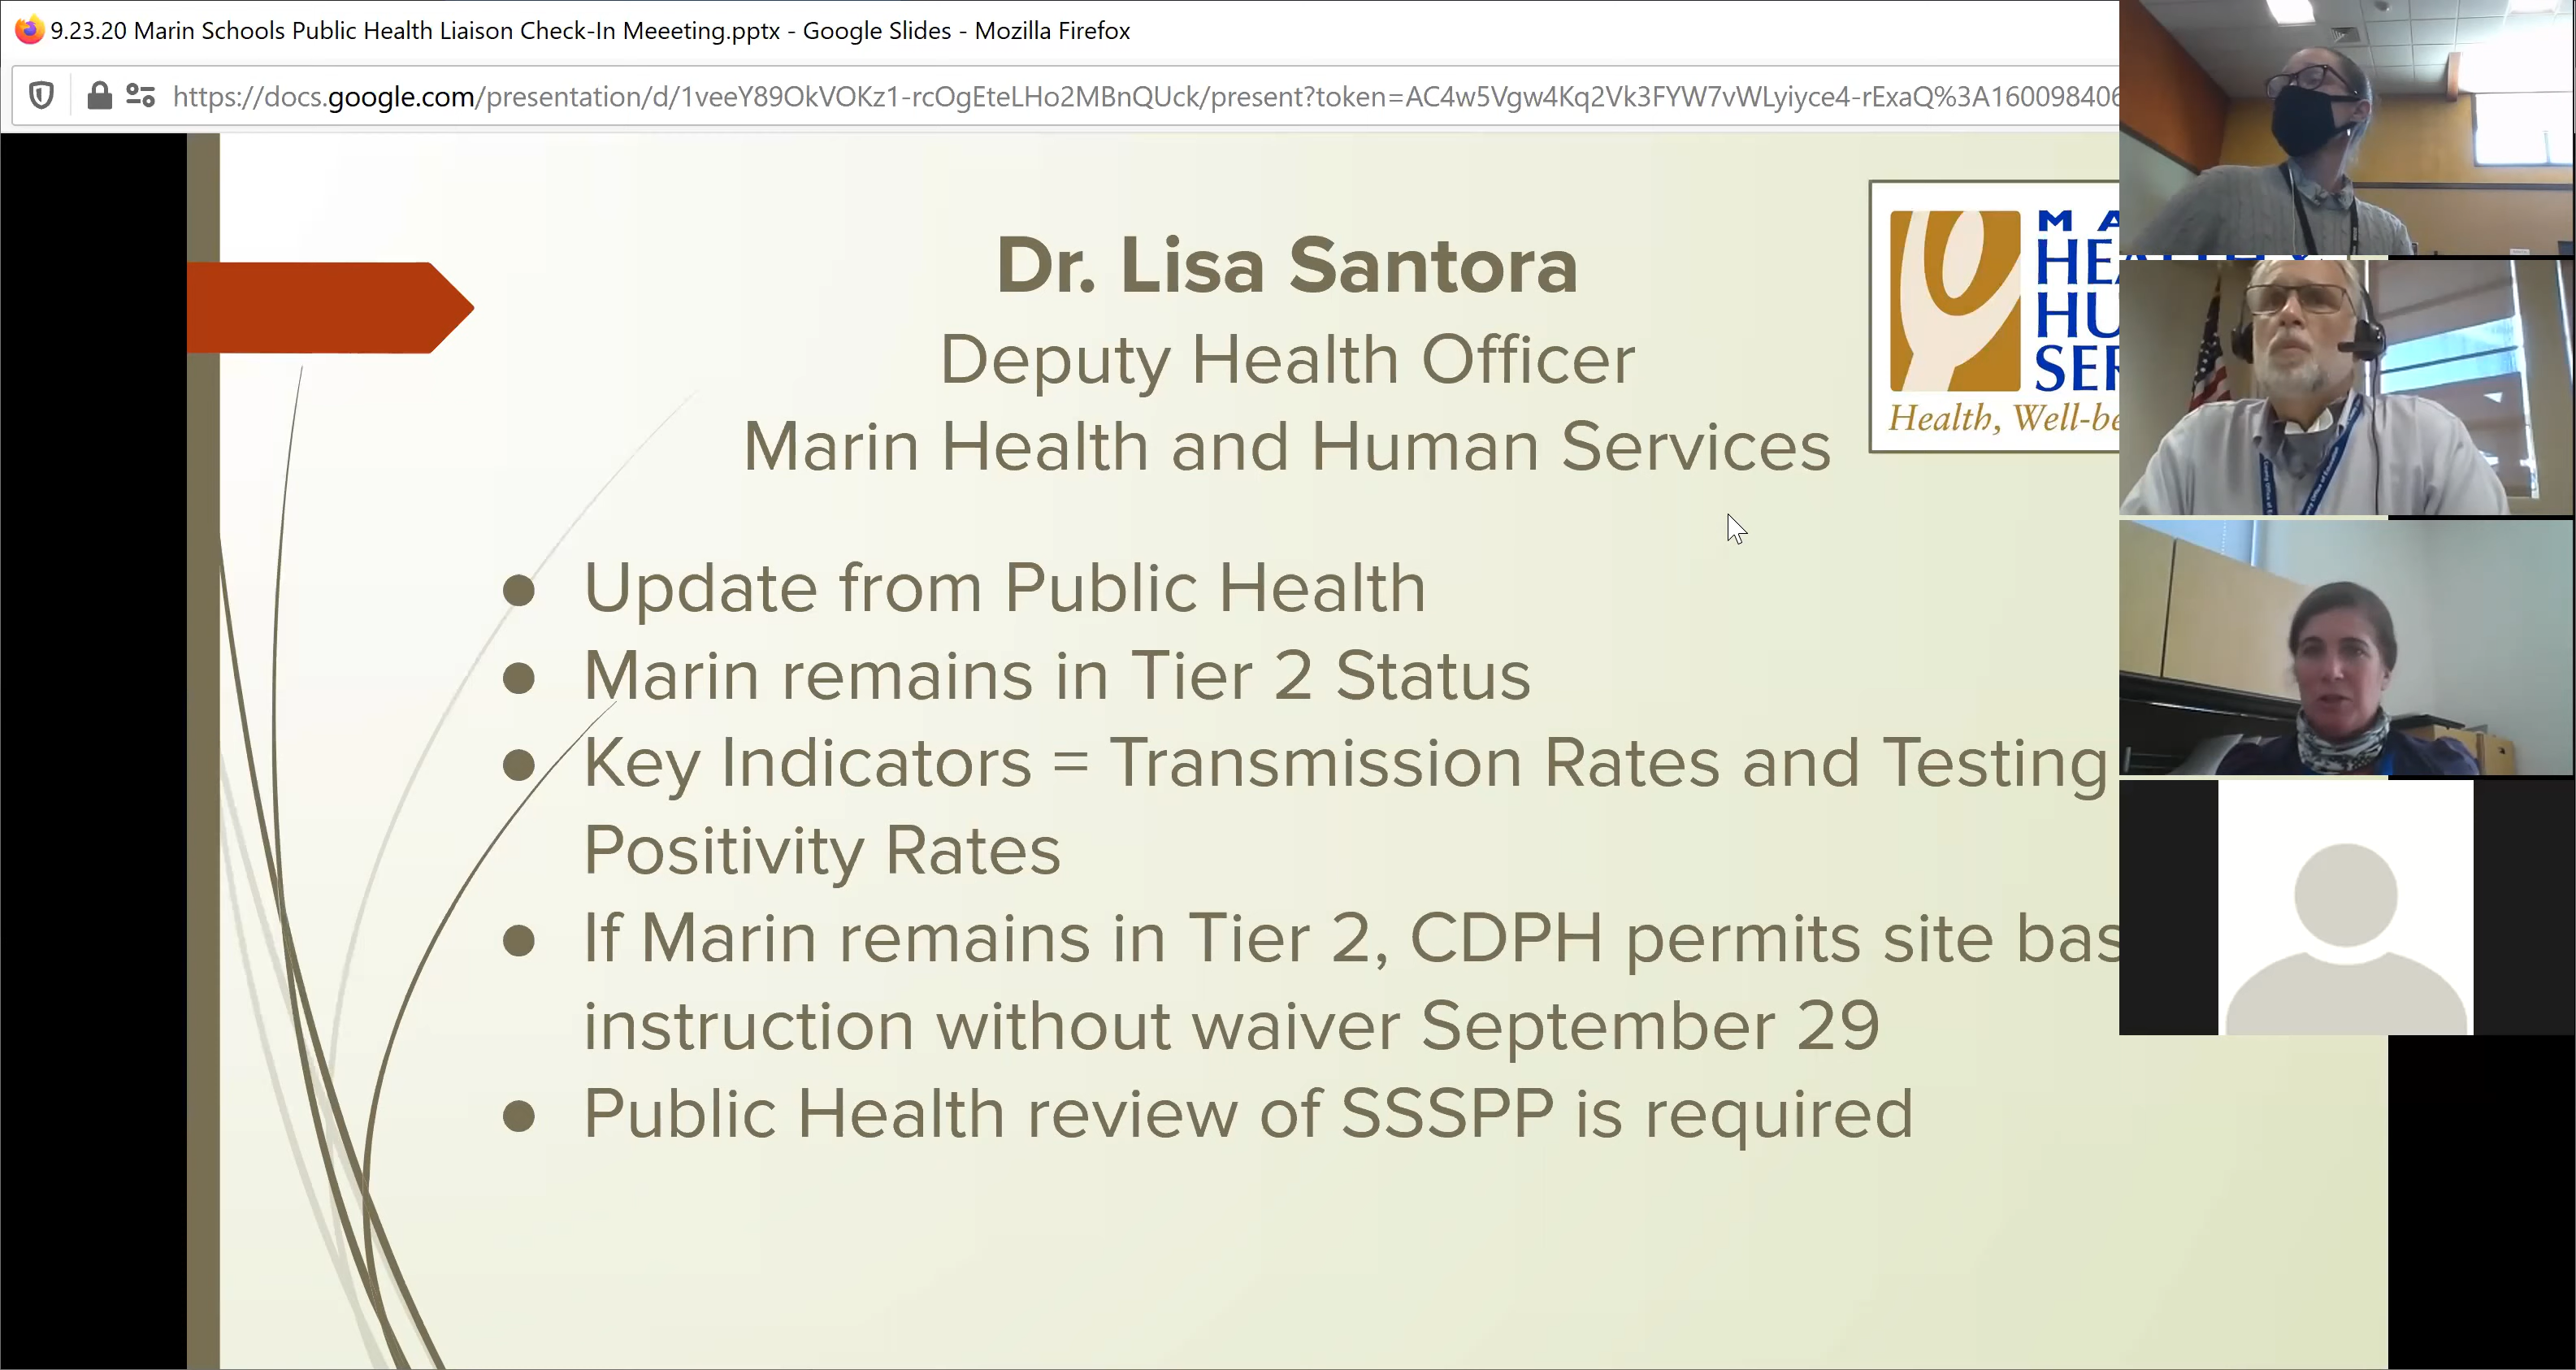 9.23.20 Marin Schools Public Health Liaison Check-In Meeeting.pptx - Google Slides - Mozilla Firefox
https://docs.google.com/presentation/d/1veeY89OkVOKz1-rcOgEteLHo2MBnQUck/present?token=AC4w5Vgw4Kq2Vk3FYW7vWLyiyce4-rExaQ%3A160098406
Dr. Lisa Santora
Deputy Health Officer
Marin Health and Human Services
MA
HEA
HU
SER
Health, Well-be
● Update from Public Health
● Marin remains in Tier 2 Status
● Key Indicators = Transmission Rates and Testing
Positivity Rates
● If Marin remains in Tier 2, CDPH permits site bas
instruction without waiver September 29
● Public Health review of SSSPP is required